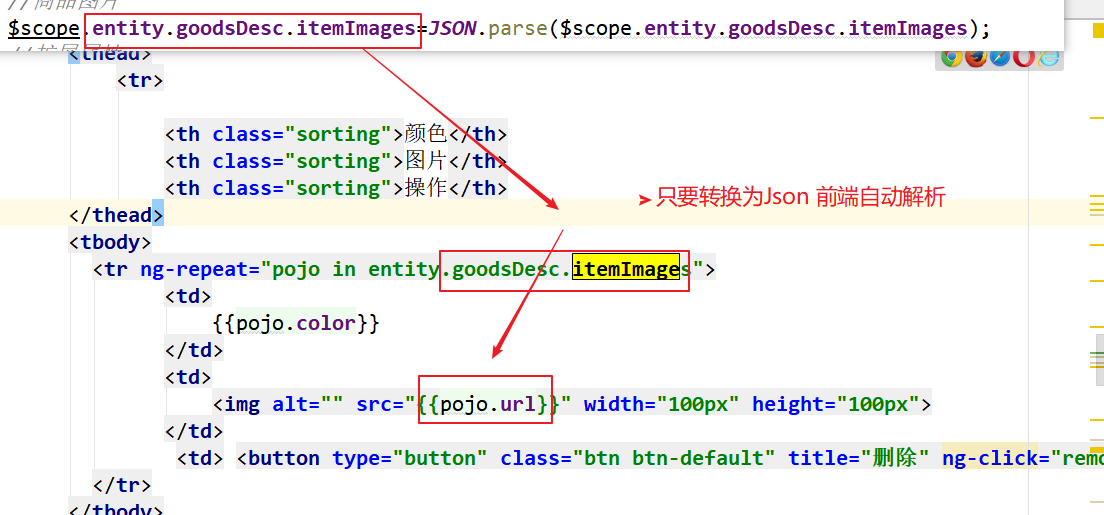 //商品图片
$scope.entity.goodsDesc.itemImages=JSON.parse($scope.entity.goodsDesc.itemImages);
<thead>
<tr>
<th class="sorting">颜色</th>
<th class="sorting">图片</th>
<th class="sorting">操作</th>
只要转换为Json 前端自动解析
</thead>
<tbody>
<tr ng-repeat="pojo in entity.goodsDesc.itemImages">
<td>
{{pojo.color}}
</td>
<td>
<img alt="" src="{{pojo.url}}" width="100px" height="100px">
</td>
<td> <button type="button" class="btn btn-default" title="删除" ng-click="remo
</tr>
</tbody>